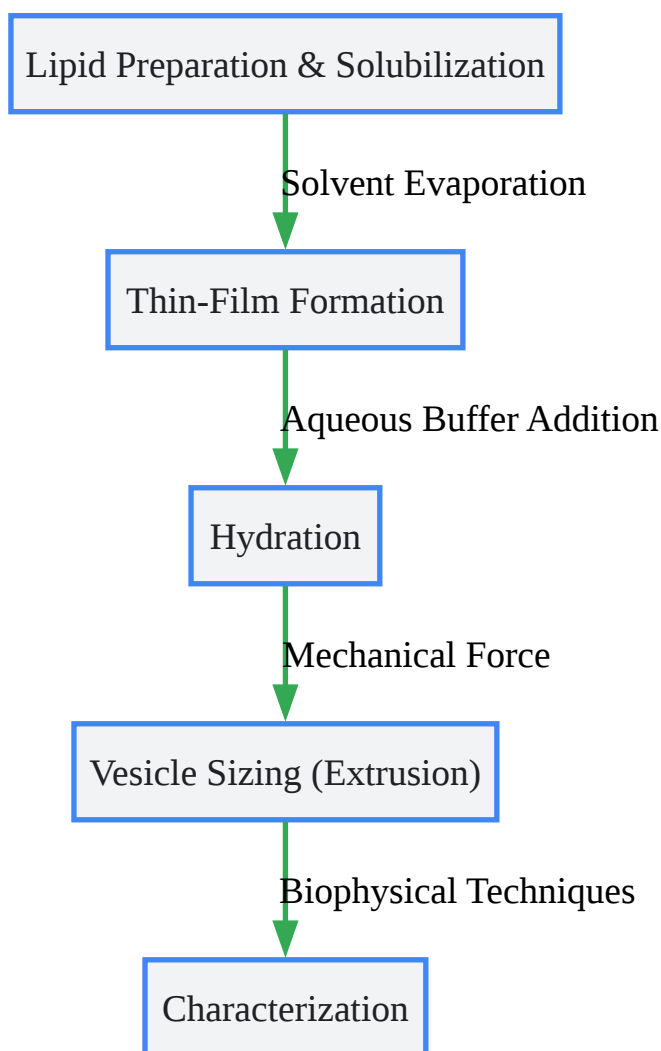 Lipid Preparation & Solubilization
Solvent Evaporation
Thin-Film Formation
Aqueous Buffer Addition
Hydration
Mechanical Force
Vesicle Sizing (Extrusion)
Biophysical Techniques
Characterization